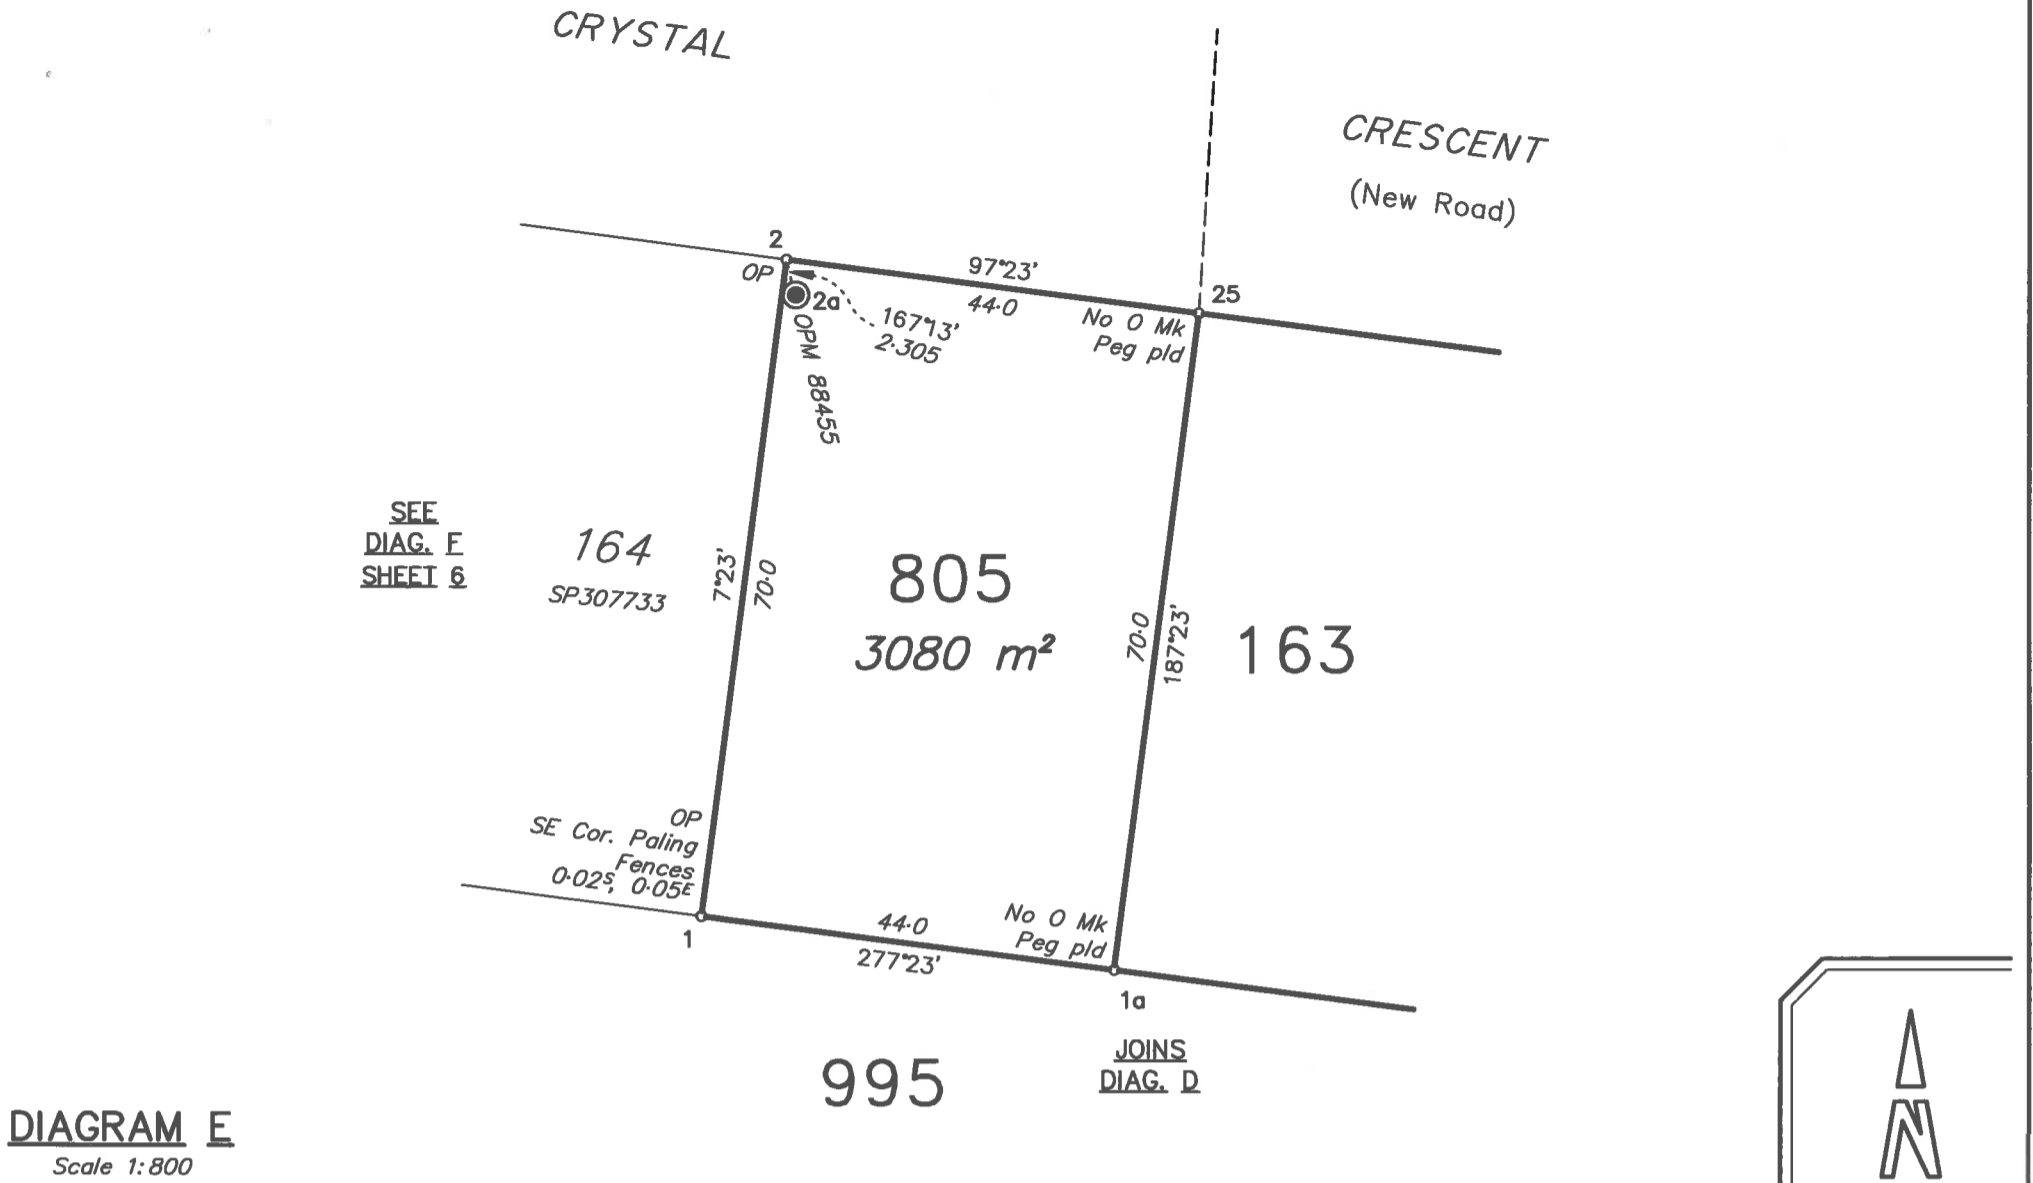 CRYSTAL
CRESCENT
(New Road)
2
OP
97°23'
44·0
25
No O Mk
Peg pld
2a
167°13'
2·305
OPM 88455
SEE
DIAG. F
SHEET 6
164
SP307733
7°23'
70·0
805
3080 m²
70·0
187°23'
163
OP
SE Cor. Paling
Fences
0·02S, 0·05E
1
44·0
277°23'
No O Mk
Peg pld
1a
JOINS
DIAG. D
995
DIAGRAM E
Scale 1:800
N